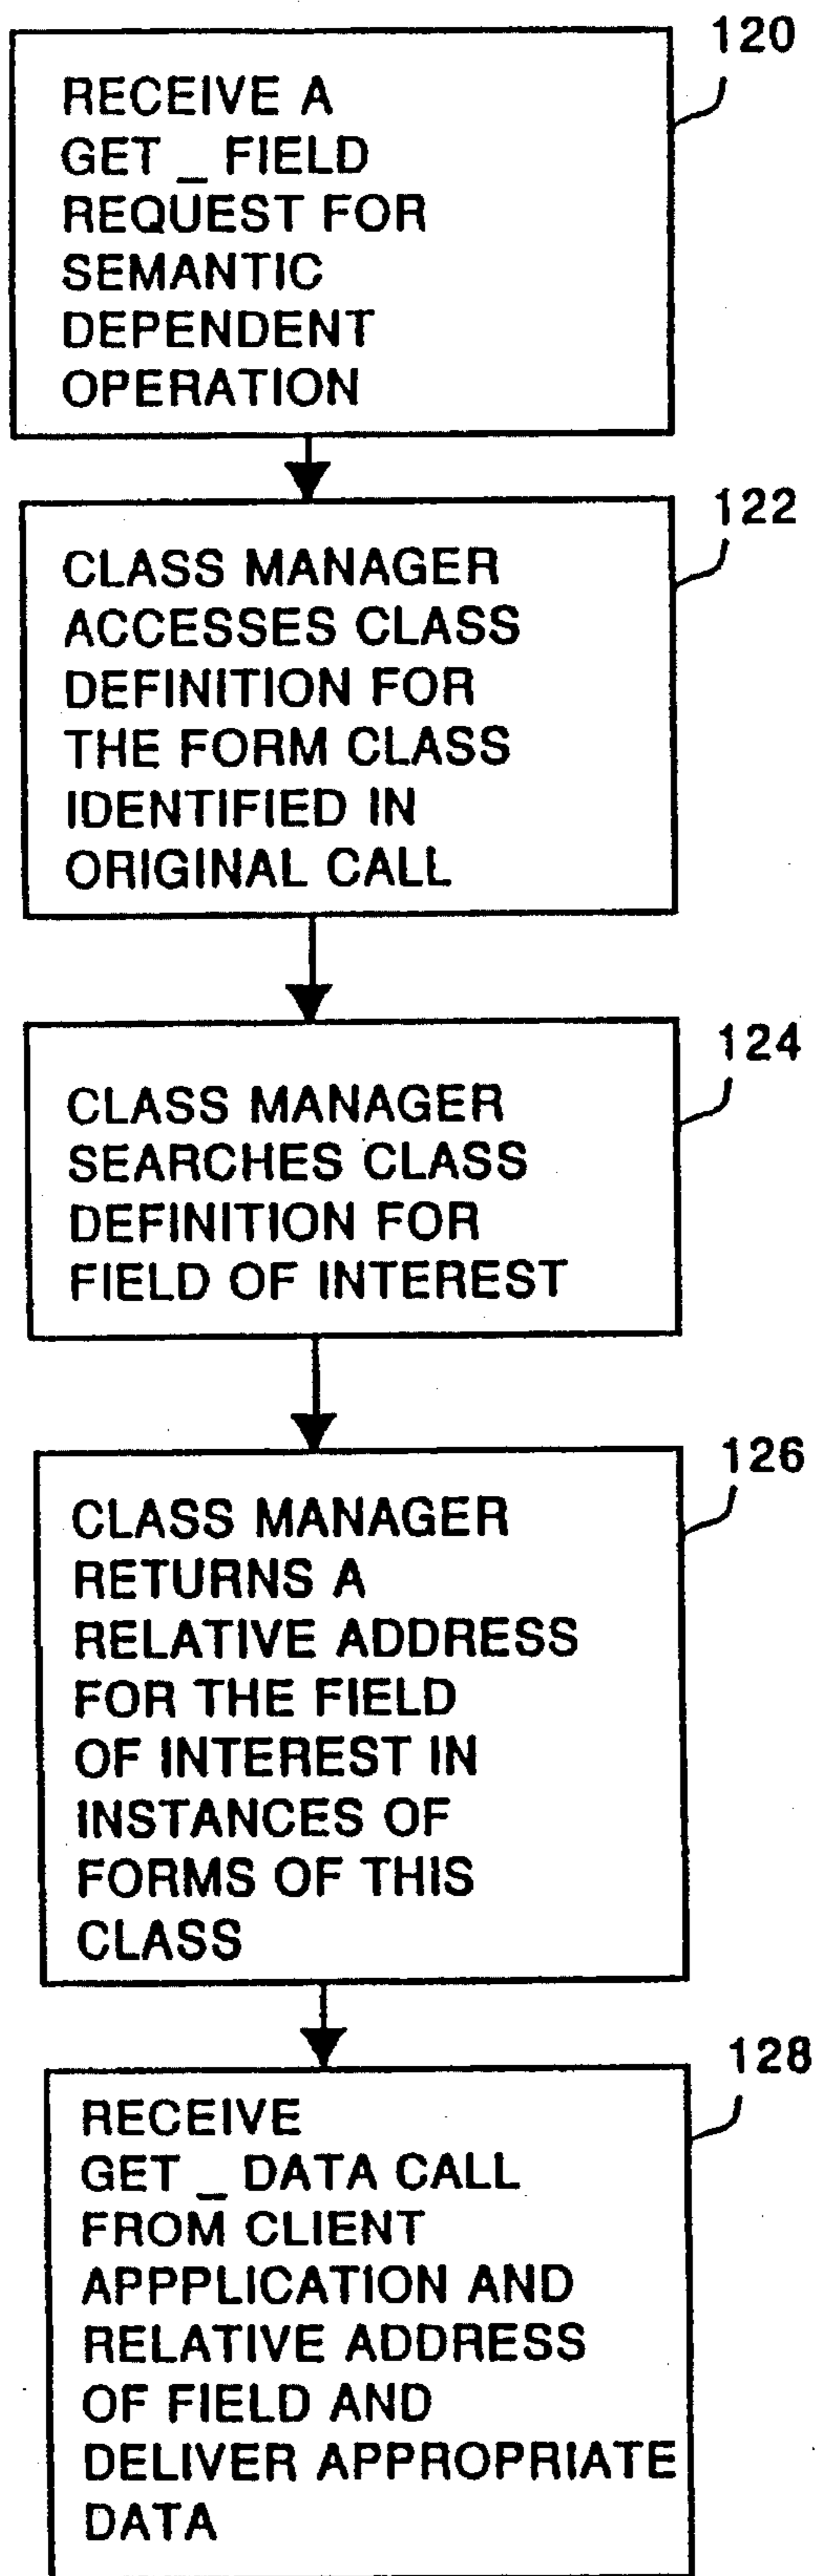 120
RECEIVE A
GET _ FIELD
REQUEST FOR
SEMANTIC
DEPENDENT
OPERATION
122
CLASS MANAGER
ACCESSES CLASS
DEFINITION FOR
THE FORM CLASS
IDENTIFIED IN
ORIGINAL CALL
124
CLASS MANAGER
SEARCHES CLASS
DEFINITION FOR
FIELD OF INTEREST
126
CLASS MANAGER
RETURNS A
RELATIVE ADDRESS
FOR THE FIELD
OF INTEREST IN
INSTANCES OF
FORMS OF THIS
CLASS
128
RECEIVE
GET _ DATA CALL
FROM CLIENT
APPPLICATION AND
RELATIVE ADDRESS
OF FIELD AND
DELIVER APPROPRIATE
DATA